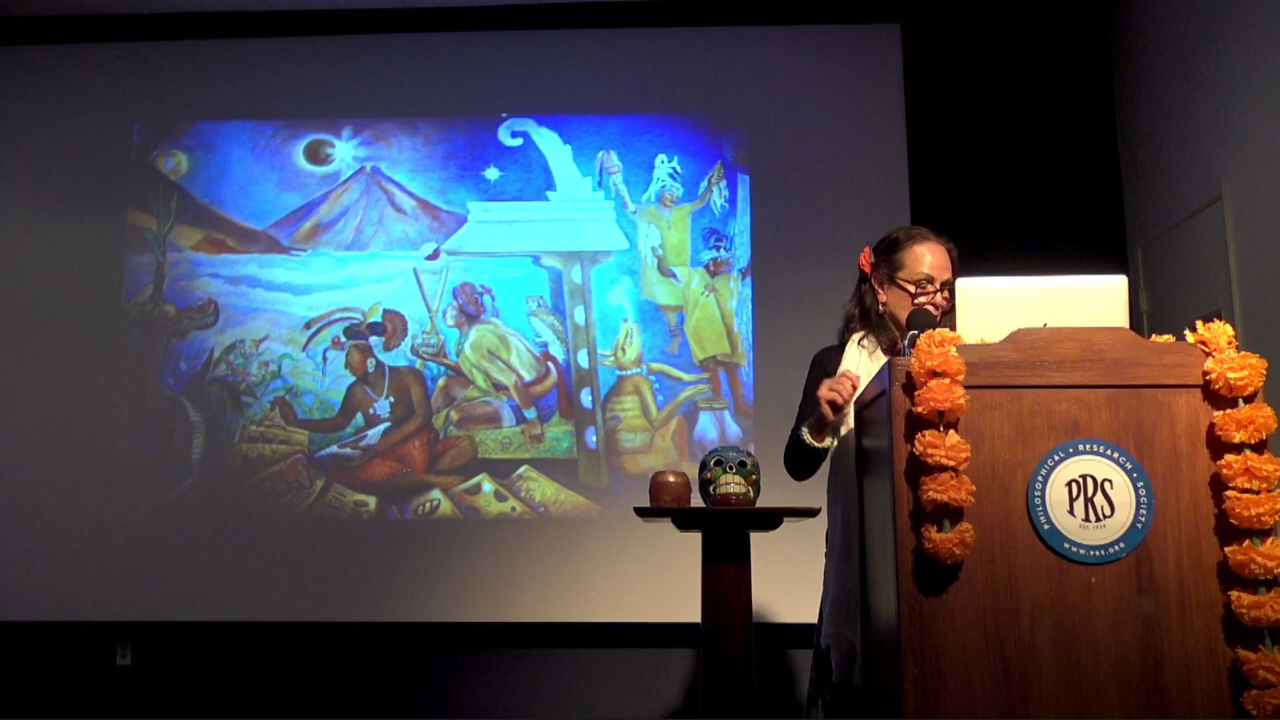 PHILOSOPHICAL • RESEARCH • SOCIETY
PRS
EST. 1934
WWW.PRS.ORG